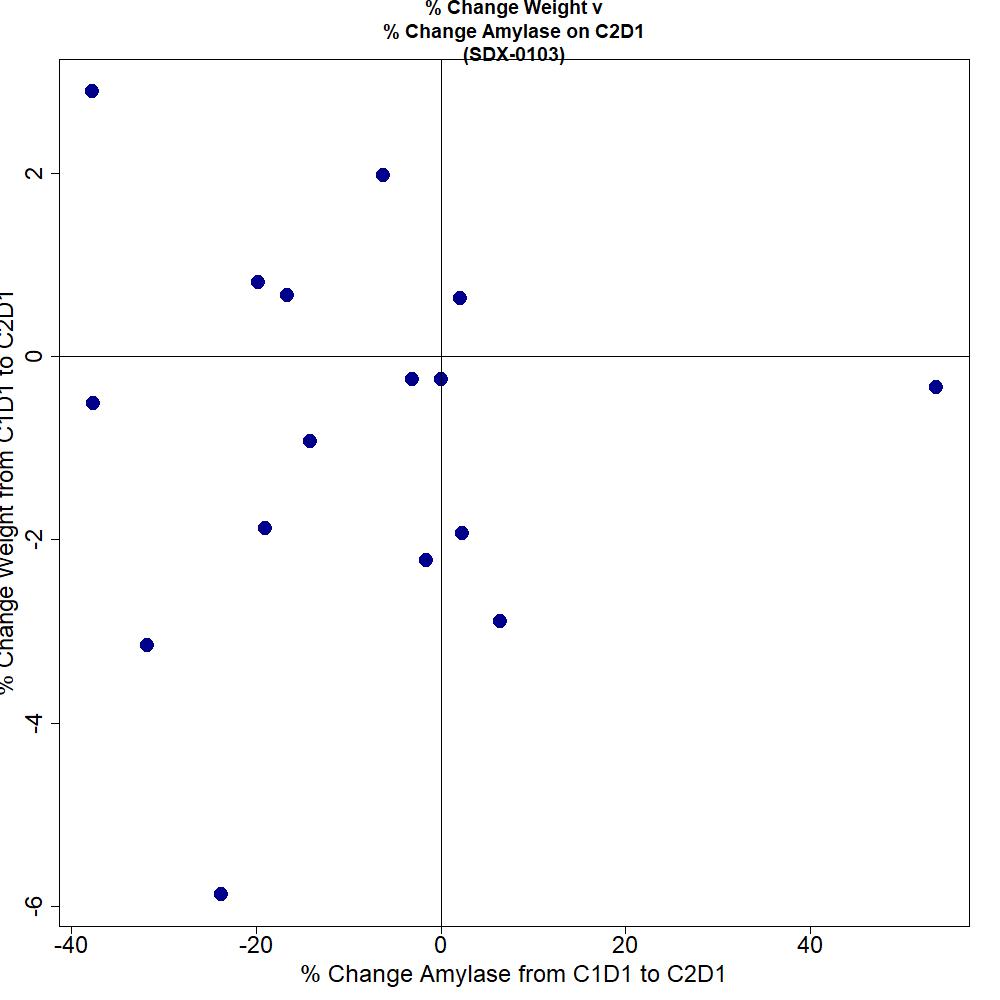 % Change Weight v
% Change Amylase on C2D1
(SDX-0103)
% Change Weight from C1D1 to C2D1
2
0
-2
-4
-6
-40
-20
0
20
40
% Change Amylase from C1D1 to C2D1